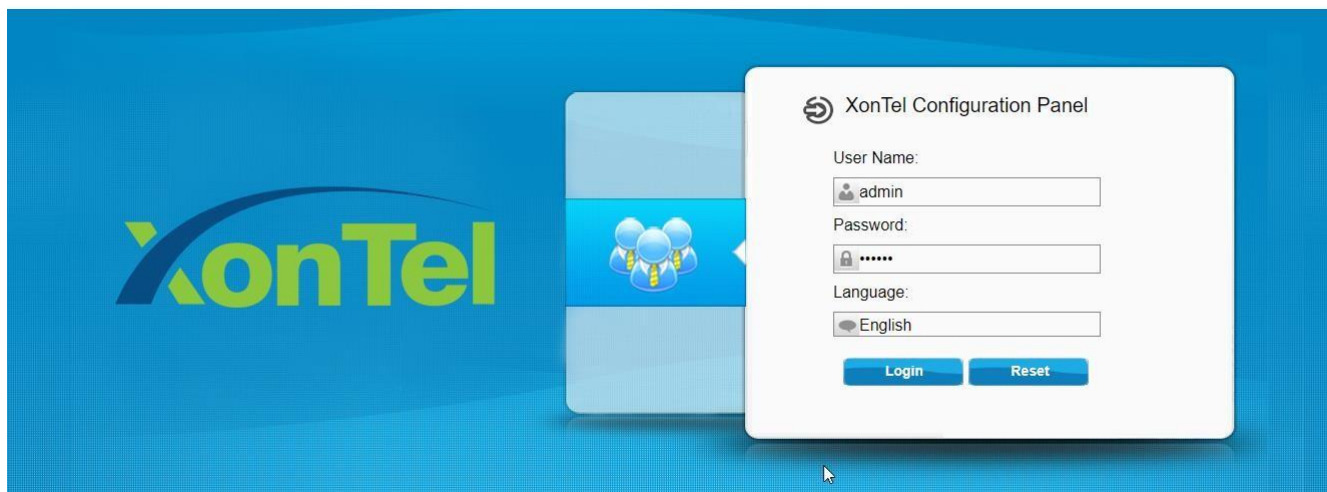 XonTel
XonTel Configuration Panel
User Name:
admin
Password:
••••••
Language:
English
Login
Reset